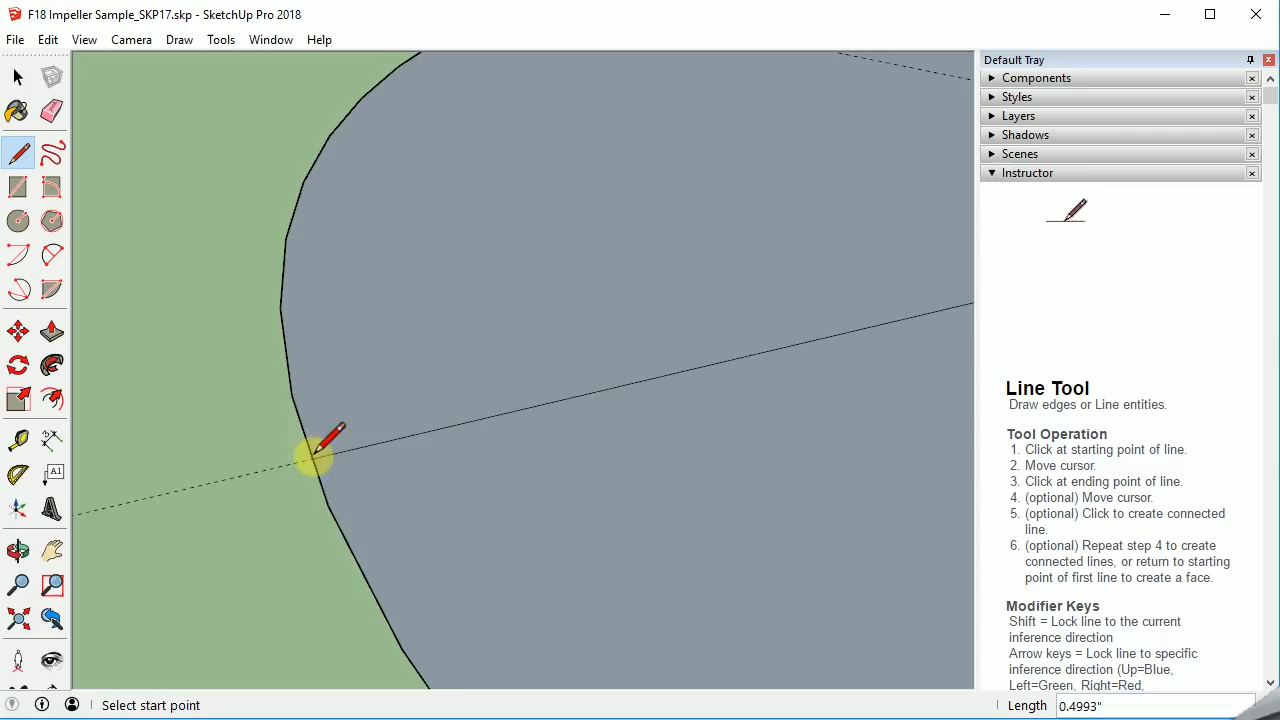 F18 Impeller Sample_SKP17.skp - SketchUp Pro 2018
File Edit View Camera Draw Tools Window Help
Default Tray
Components
Styles
Layers
Shadows
Scenes
Instructor
Line Tool
Draw edges or Line entities.
Tool Operation
1. Click at starting point of line.
2. Move cursor.
3. Click at ending point of line.
4. (optional) Move cursor.
5. (optional) Click to create connected
line.
6. (optional) Repeat step 4 to create
connected lines, or return to starting
point of first line to create a face.
Modifier Keys
Shift = Lock line to the current
inference direction
Arrow keys = Lock line to specific
inference direction (Up=Blue,
Left=Green, Right=Red,
A1
Select start point
Length 0.4993"